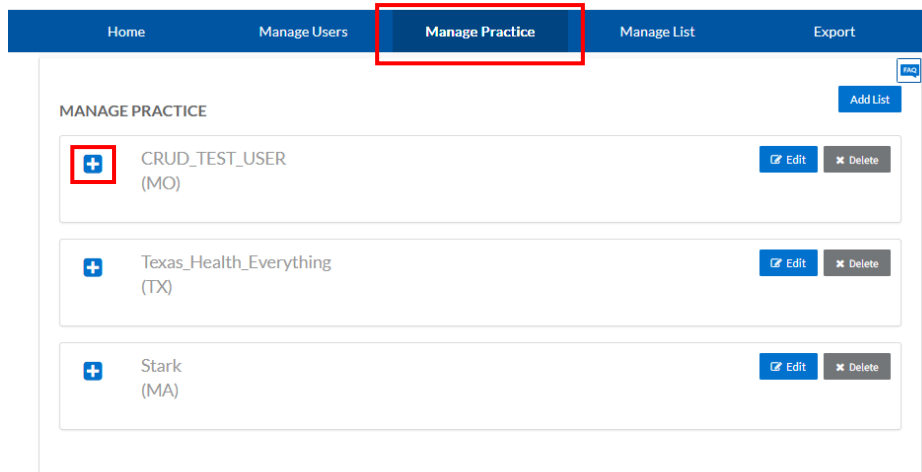 Home Manage Users Manage Practice Manage List Export
FAQ
Add List
MANAGE PRACTICE
CRUD_TEST_USER
(MO)
Edit Delete
Texas_Health_Everything
(TX)
Edit Delete
Stark
(MA)
Edit Delete